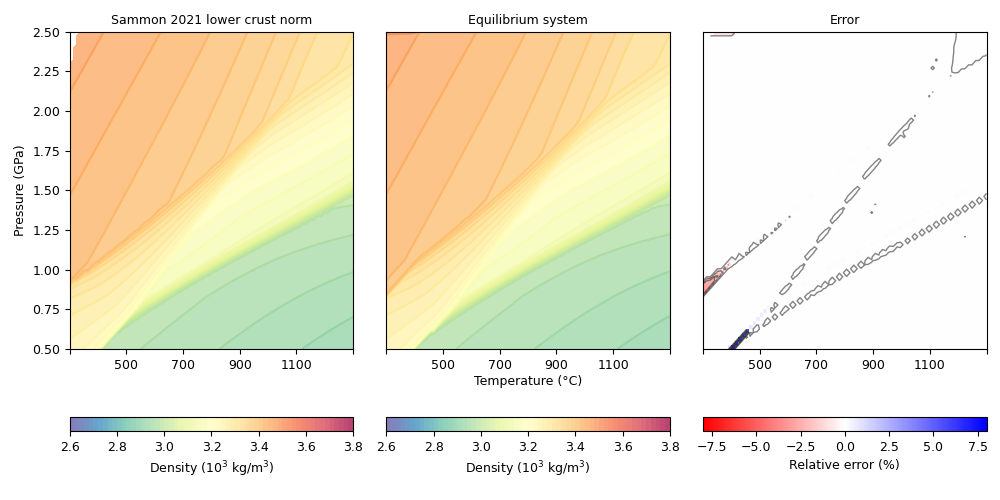 Sammon 2021 lower crust norm
Equilibrium system
Error
Pressure (GPa)
2.50
2.25
2.00
1.75
1.50
1.25
1.00
0.75
0.50
500 700 900 1100
500 700 900 1100
500 700 900 1100
Temperature (°C)
2.6 2.8 3.0 3.2 3.4 3.6 3.8
2.6 2.8 3.0 3.2 3.4 3.6 3.8
−7.5 −5.0 −2.5 0.0 2.5 5.0 7.5
Density (10³ kg/m³)
Density (10³ kg/m³)
Relative error (%)